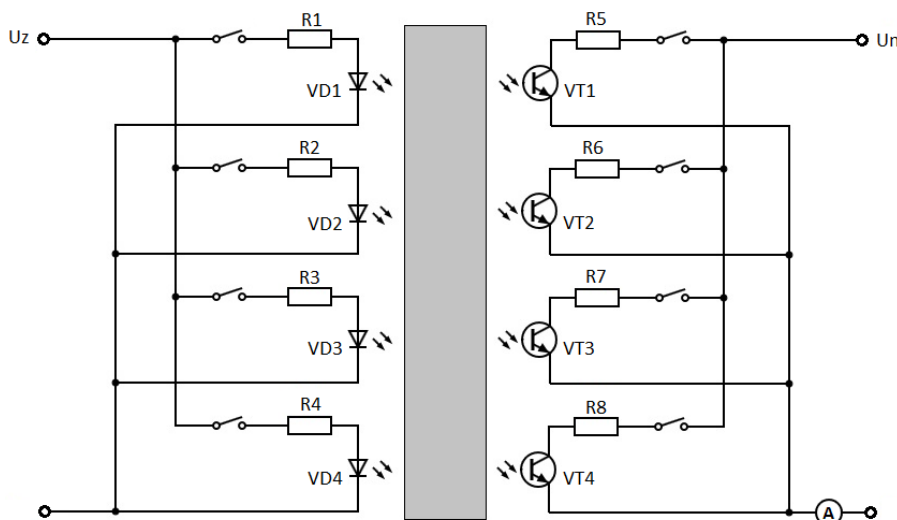 R1
R5
Uz
Un
VD1
VT1
R2
R6
VD2
VT2
R3
R7
VD3
VT3
R4
R8
VD4
VT4
A